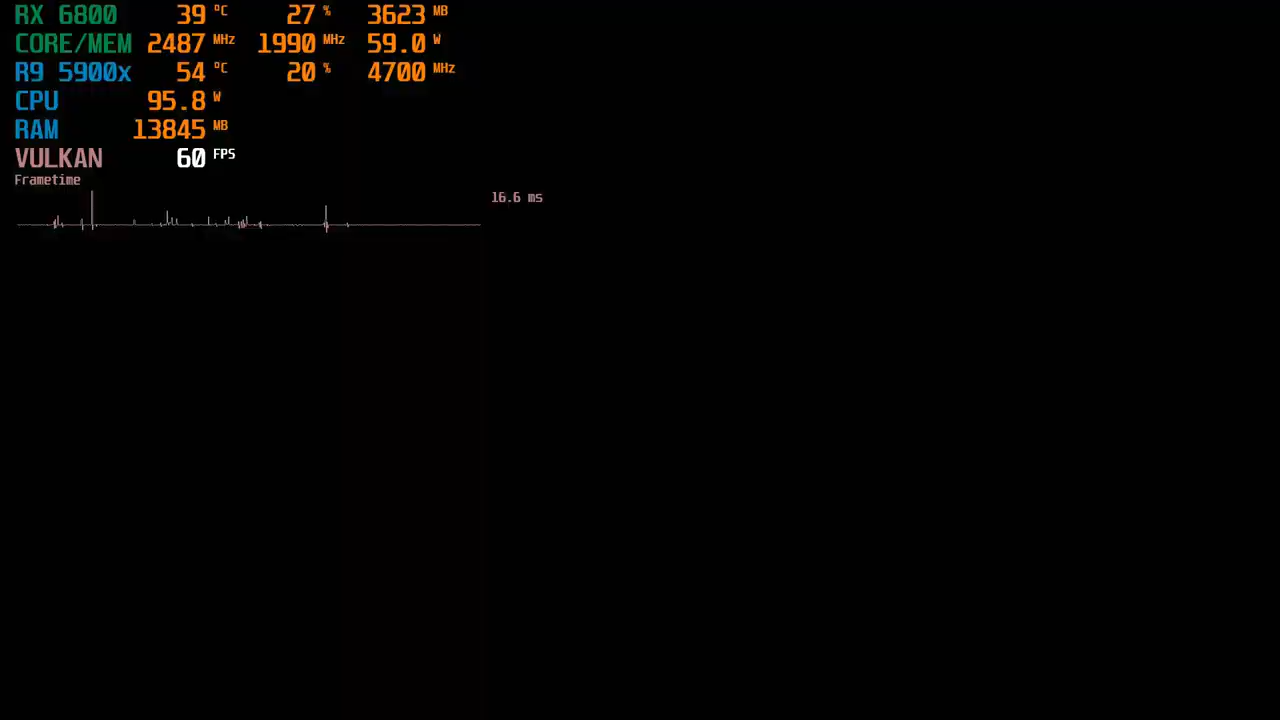 RX 6800 39 °C 27 % 3623 MB
CORE/MEM 2487 MHz 1990 MHz 59.0 W
R9 5900x 54 °C 20 % 4700 MHz
CPU 95.8 W
RAM 13845 MB
VULKAN 60 FPS
Frametime
16.6 ms